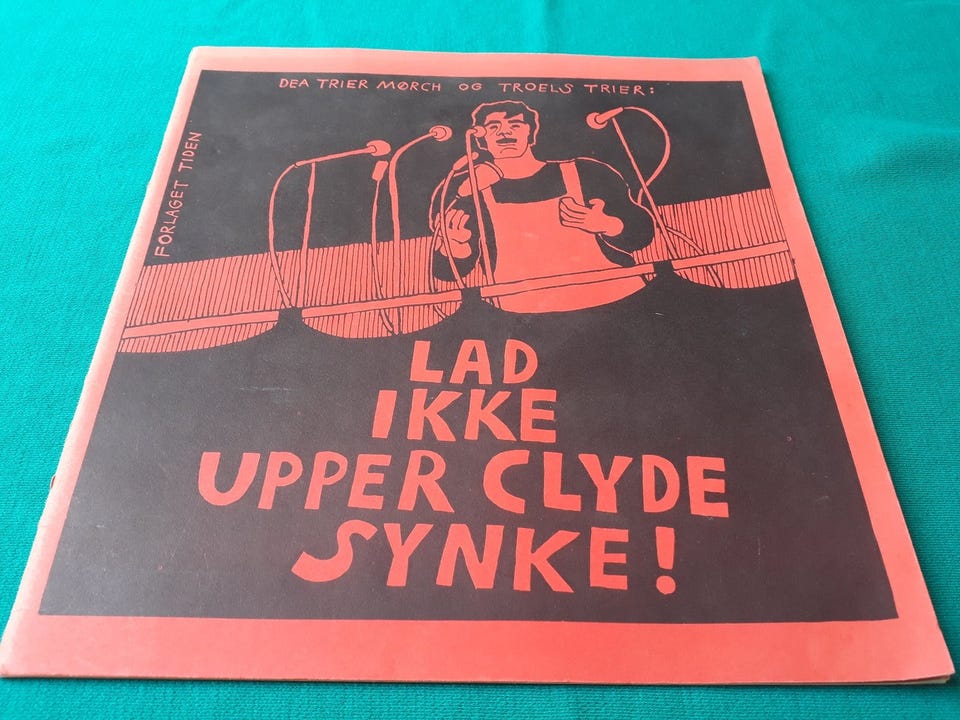 DEA TRIER MØRCH OG TROELS TRIER:
FORLAGET TIDEN
LAD
IKKE
UPPER CLYDE
SYNKE!